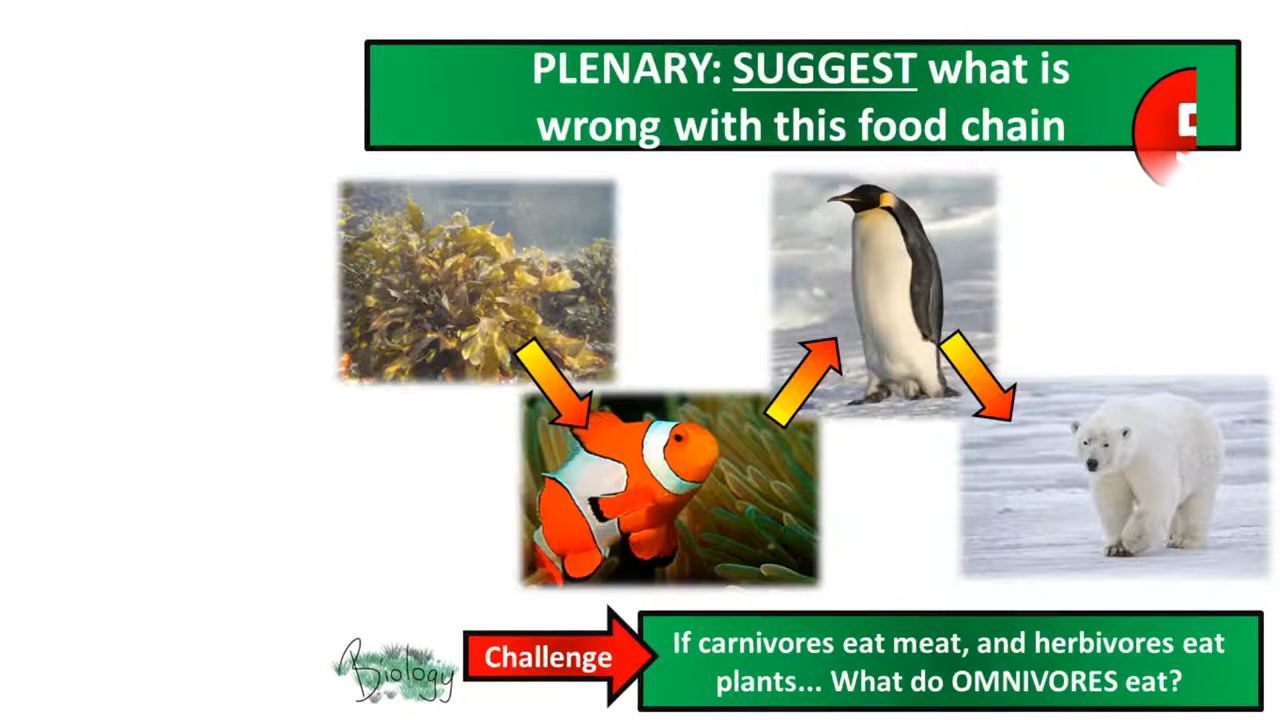 PLENARY: SUGGEST what is
wrong with this food chain
Challenge
If carnivores eat meat, and herbivores eat
plants... What do OMNIVORES eat?
Biology